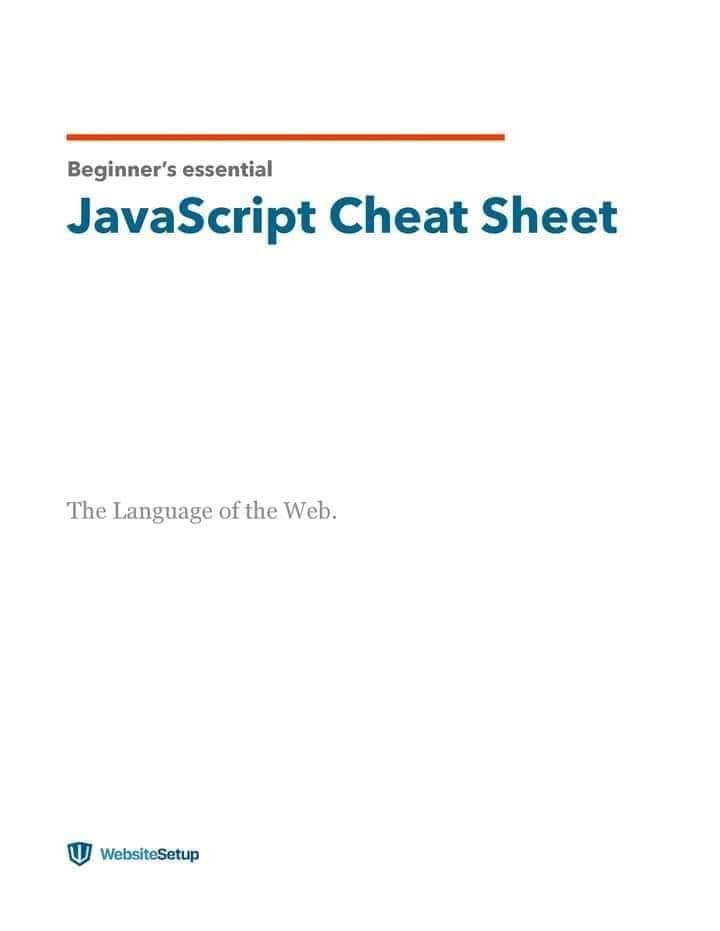 Beginner's essential
JavaScript Cheat Sheet
The Language of the Web.
WebsiteSetup